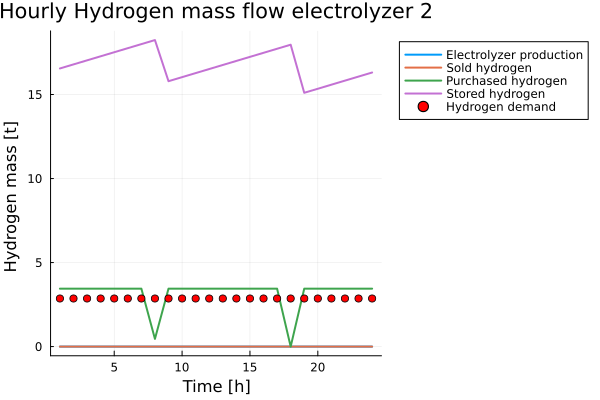 Hourly Hydrogen mass flow electrolyzer 2
Electrolyzer production
Sold hydrogen
Purchased hydrogen
Stored hydrogen
Hydrogen demand
Hydrogen mass [t]
15
10
5
0
5 10 15 20
Time [h]